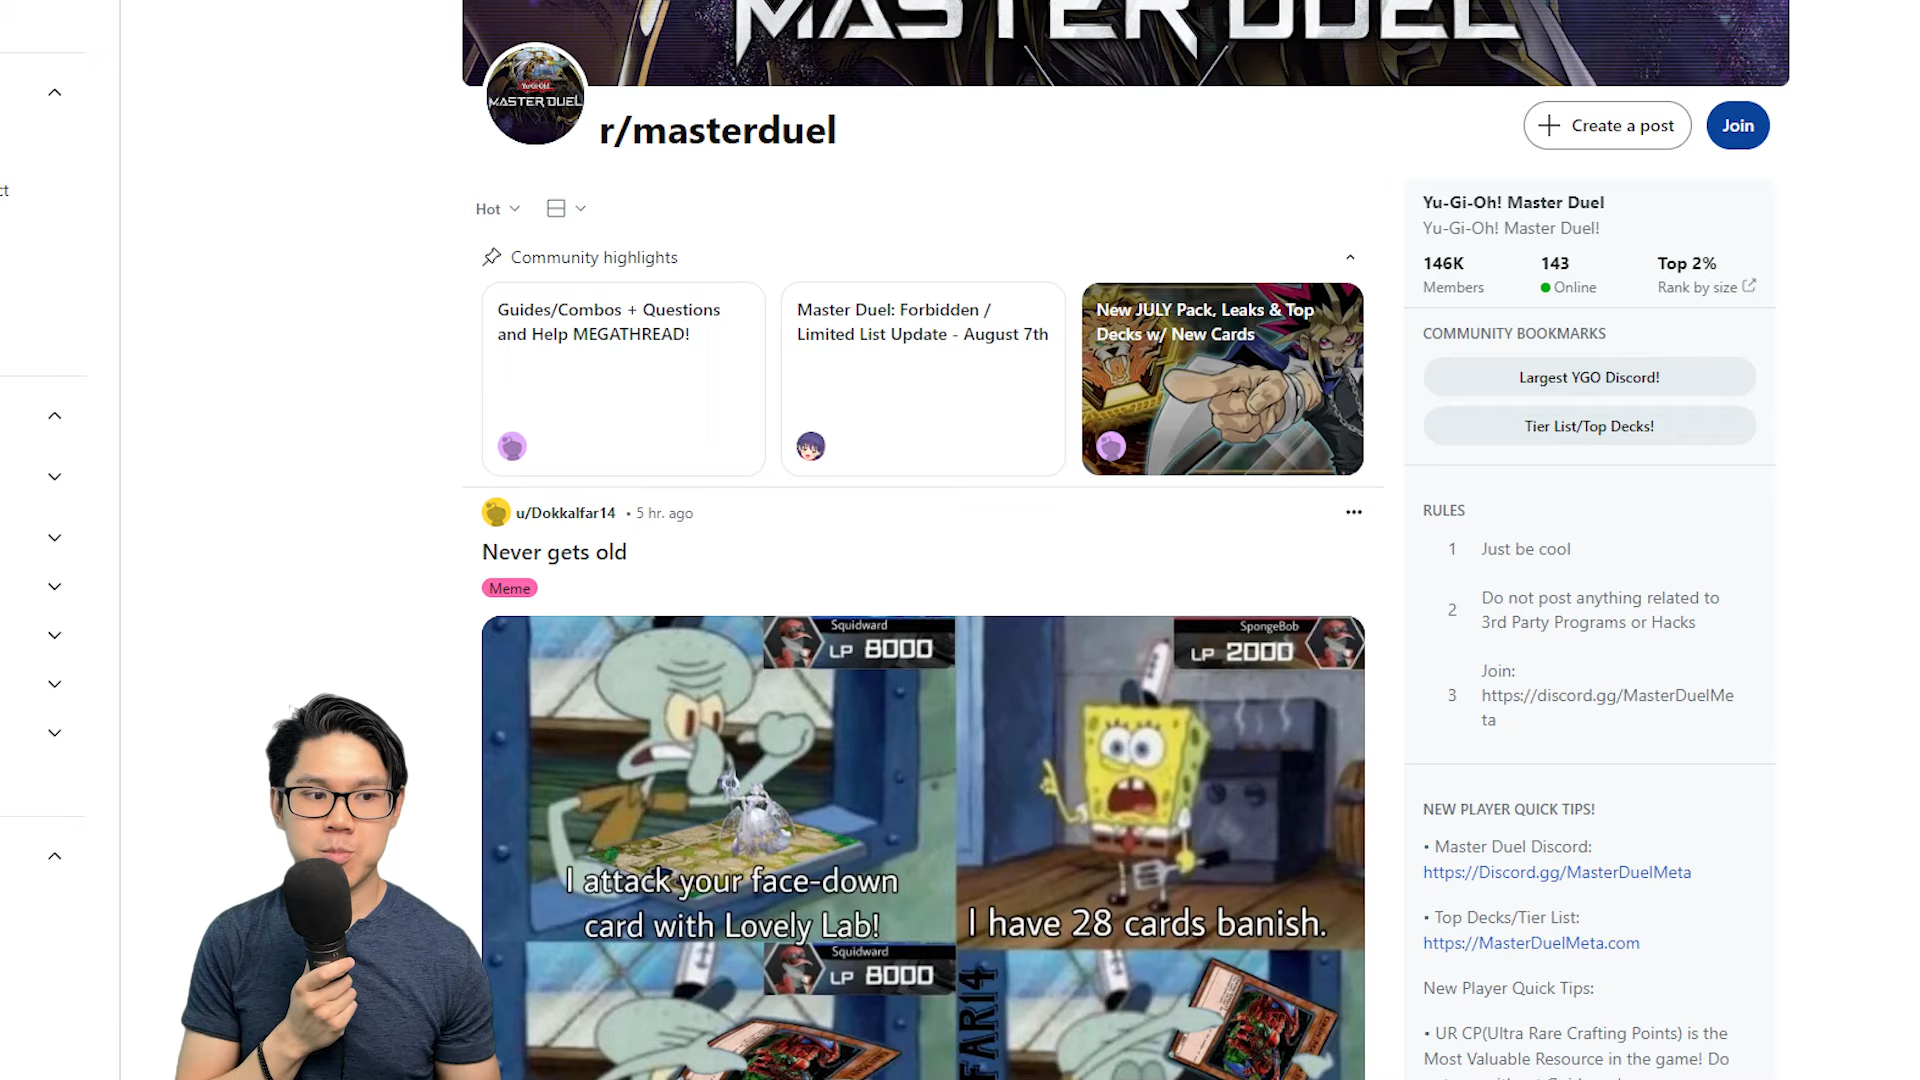 MASTER DUEL
Yu-Gi-Oh!
MASTER DUEL
r/masterduel
Create a post
Join
ct
Hot
Community highlights
Guides/Combos + Questions
and Help MEGATHREAD!
Master Duel: Forbidden /
Limited List Update - August 7th
New JULY Pack, Leaks & Top
Decks w/ New Cards
u/Dokkalfar14 • 5 hr. ago
Never gets old
Meme
Squidward
LP 8000
SpongeBob
LP 2000
I attack your face-down
card with Lovely Lab!
I have 28 cards banish.
Squidward
LP 8000
FAR14
Yu-Gi-Oh! Master Duel
Yu-Gi-Oh! Master Duel!
146K
Members
143
Online
Top 2%
Rank by size
COMMUNITY BOOKMARKS
Largest YGO Discord!
Tier List/Top Decks!
RULES
1 Just be cool
2 Do not post anything related to
3rd Party Programs or Hacks
3 Join:
https://discord.gg/MasterDuelMe
ta
NEW PLAYER QUICK TIPS!
• Master Duel Discord:
https://Discord.gg/MasterDuelMeta
• Top Decks/Tier List:
https://MasterDuelMeta.com
New Player Quick Tips:
• UR CP(Ultra Rare Crafting Points) is the
Most Valuable Resource in the game! Do